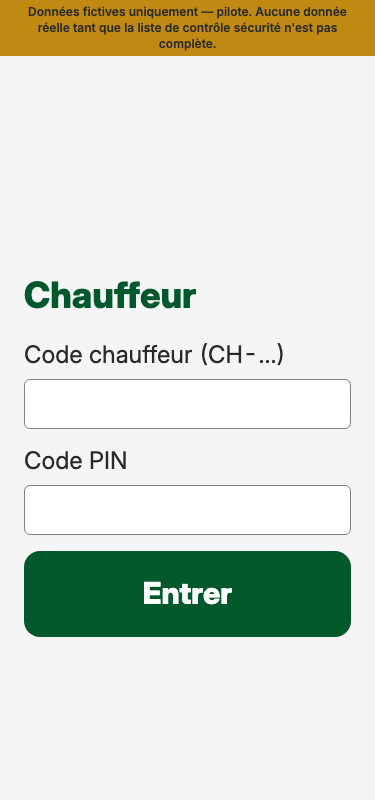 Données fictives uniquement — pilote. Aucune donnée
réelle tant que la liste de contrôle sécurité n'est pas
complète.
Chauffeur
Code chauffeur (CH-…)
Code PIN
Entrer